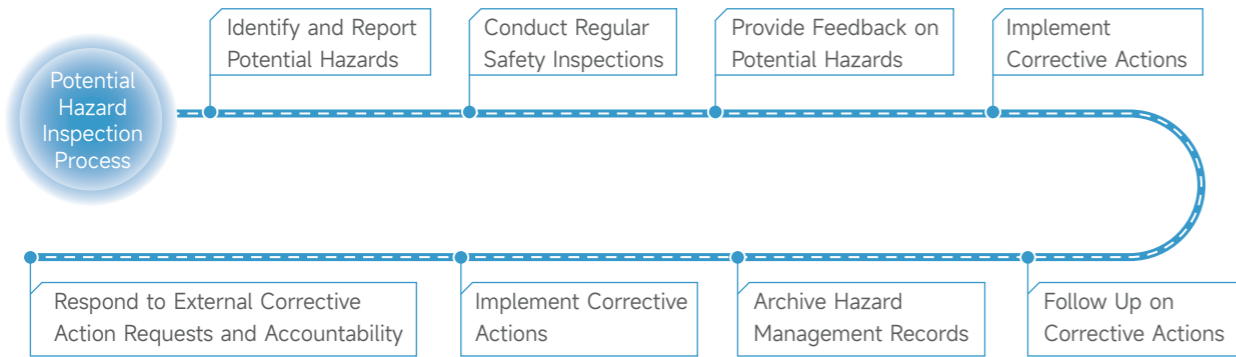 Potential
Hazard
Inspection
Process
Identify and Report
Potential Hazards
Conduct Regular
Safety Inspections
Provide Feedback on
Potential Hazards
Implement
Corrective Actions
Follow Up on
Corrective Actions
Archive Hazard
Management Records
Implement Corrective
Actions
Respond to External Corrective
Action Requests and Accountability